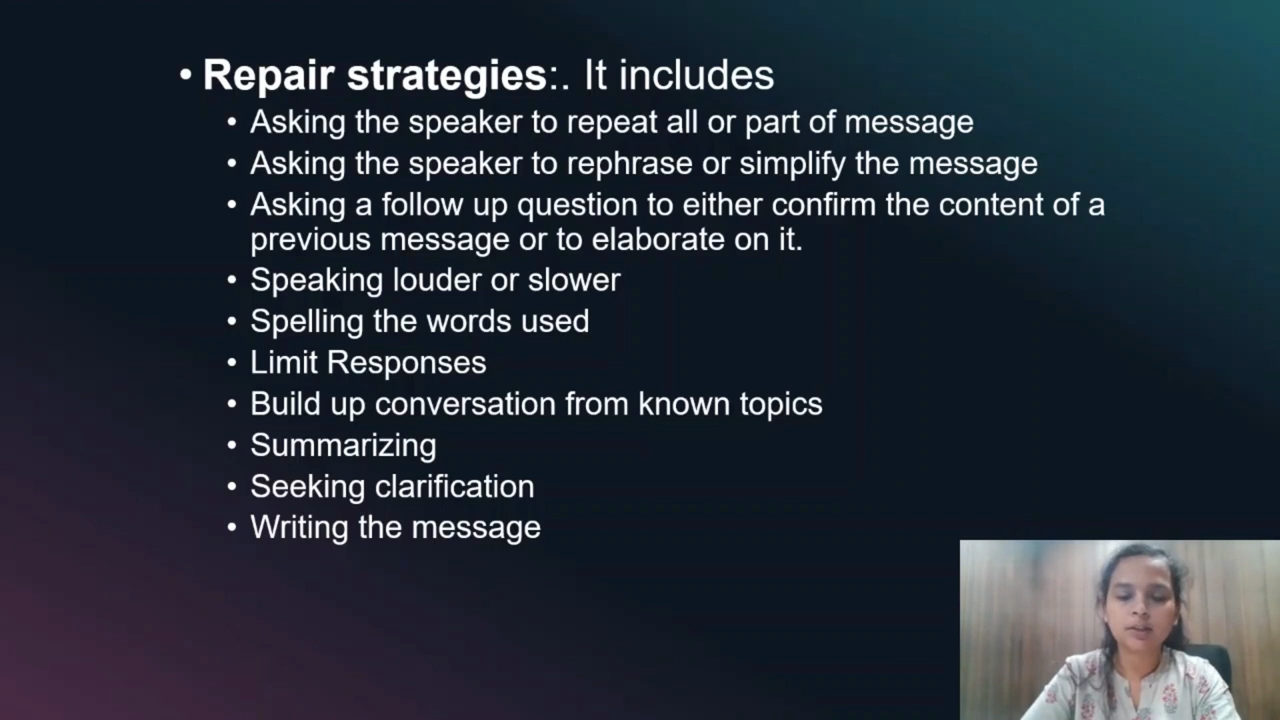 • Repair strategies:. It includes
• Asking the speaker to repeat all or part of message
• Asking the speaker to rephrase or simplify the message
• Asking a follow up question to either confirm the content of a
previous message or to elaborate on it.
• Speaking louder or slower
• Spelling the words used
• Limit Responses
• Build up conversation from known topics
• Summarizing
• Seeking clarification
• Writing the message